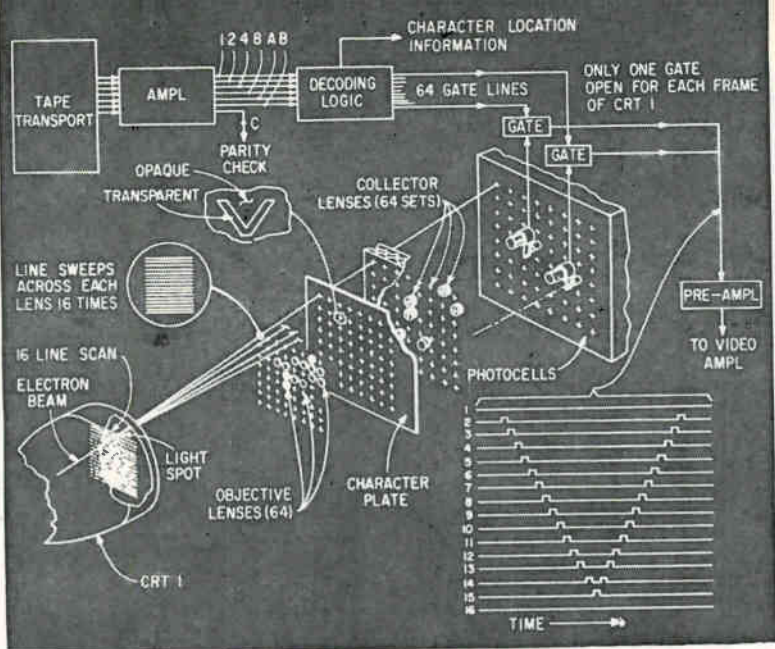 CHARACTER LOCATION
INFORMATION
1 2 4 8 A B
TAPE
TRANSPORT
AMPL
DECODING
LOGIC
64 GATE LINES
ONLY ONE GATE
OPEN FOR EACH FRAME
OF CRT 1
C
PARITY
CHECK
GATE
GATE
OPAQUE
TRANSPARENT
COLLECTOR
LENSES (64 SETS)
LINE SWEEPS
ACROSS EACH
LENS 16 TIMES
PRE-AMPL
TO VIDEO
AMPL
16 LINE SCAN
ELECTRON
BEAM
LIGHT
SPOT
PHOTOCELLS
OBJECTIVE
LENSES (64)
CHARACTER
PLATE
CRT 1
1
2
3
4
5
6
7
8
9
10
11
12
13
14
15
16
TIME